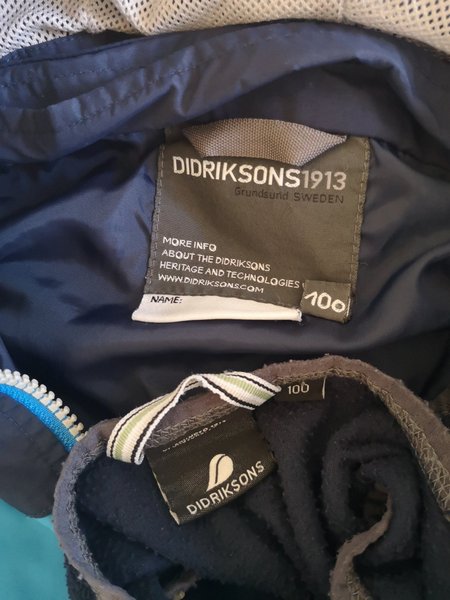 DIDRIKSONS1913
Grundsund SWEDEN
MORE INFO
ABOUT THE DIDRIKSONS
HERITAGE AND TECHNOLOGIES
WWW.DIDRIKSONS.COM
NAME:
100
100
DIDRIKSONS